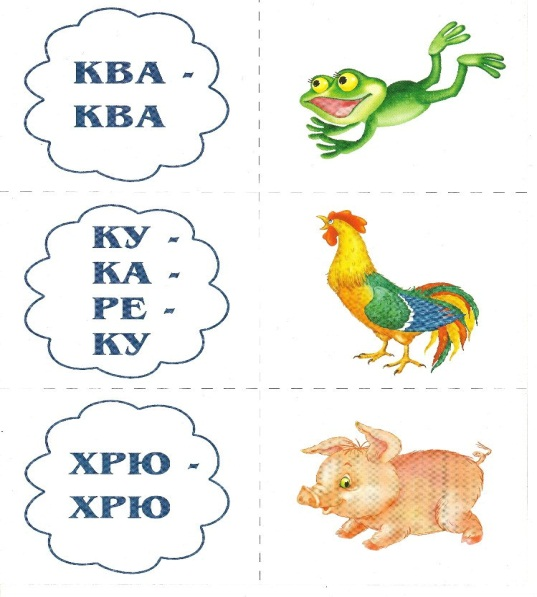 КВА -
КВА
КУ -
КА -
РЕ -
КУ
ХРЮ -
ХРЮ